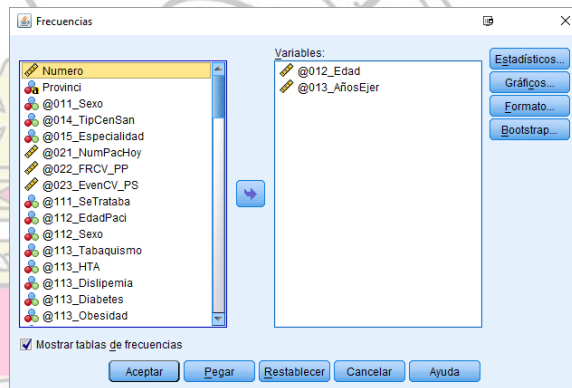 Frecuencias
Numero
Provinci
@011_Sexo
@014_TipCenSan
@015_Especialidad
@021_NumPacHoy
@022_FRCV_PP
@023_EvenCV_PS
@111_SeTrataba
@112_EdadPaci
@112_Sexo
@113_Tabaquismo
@113_HTA
@113_Dislipemia
@113_Diabetes
@113_Obesidad
Variables:
@012_Edad
@013_AñosEjer
Estadísticos...
Gráficos...
Formato...
Bootstrap...
Mostrar tablas de frecuencias
Aceptar
Pegar
Restablecer
Cancelar
Ayuda